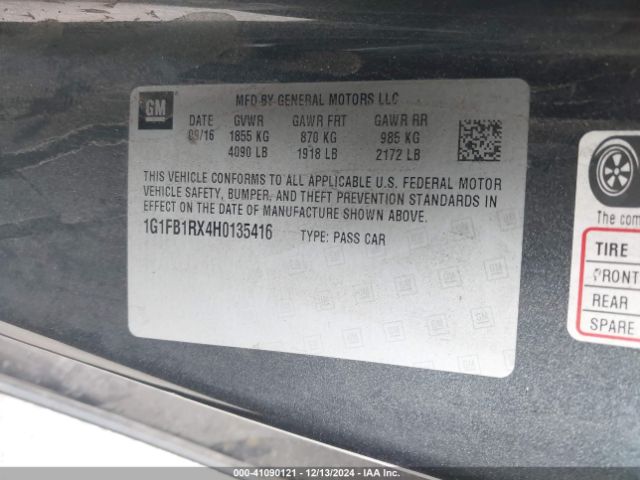 GM
MFD BY GENERAL MOTORS LLC
DATE GVWR GAWR FRT GAWR RR
09/16 1855 KG 870 KG 985 KG
4090 LB 1918 LB 2172 LB
THIS VEHICLE CONFORMS TO ALL APPLICABLE U.S. FEDERAL MOTOR
VEHICLE SAFETY, BUMPER, AND THEFT PREVENTION STANDARDS IN
EFFECT ON THE DATE OF MANUFACTURE SHOWN ABOVE.
1G1FB1RX4H0135416 TYPE: PASS CAR
The com
TIRE
FRONT
REAR
SPARE
000-41090121 - 12/13/2024 - IAA Inc.